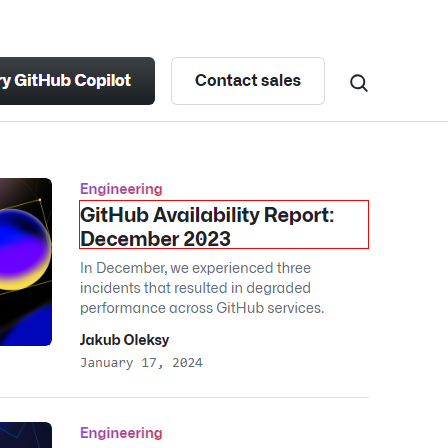 ry GitHub Copilot
Contact sales
Engineering
GitHub Availability Report:
December 2023
In December, we experienced three
incidents that resulted in degraded
performance across GitHub services.
Jakub Oleksy
January 17, 2024
Engineering